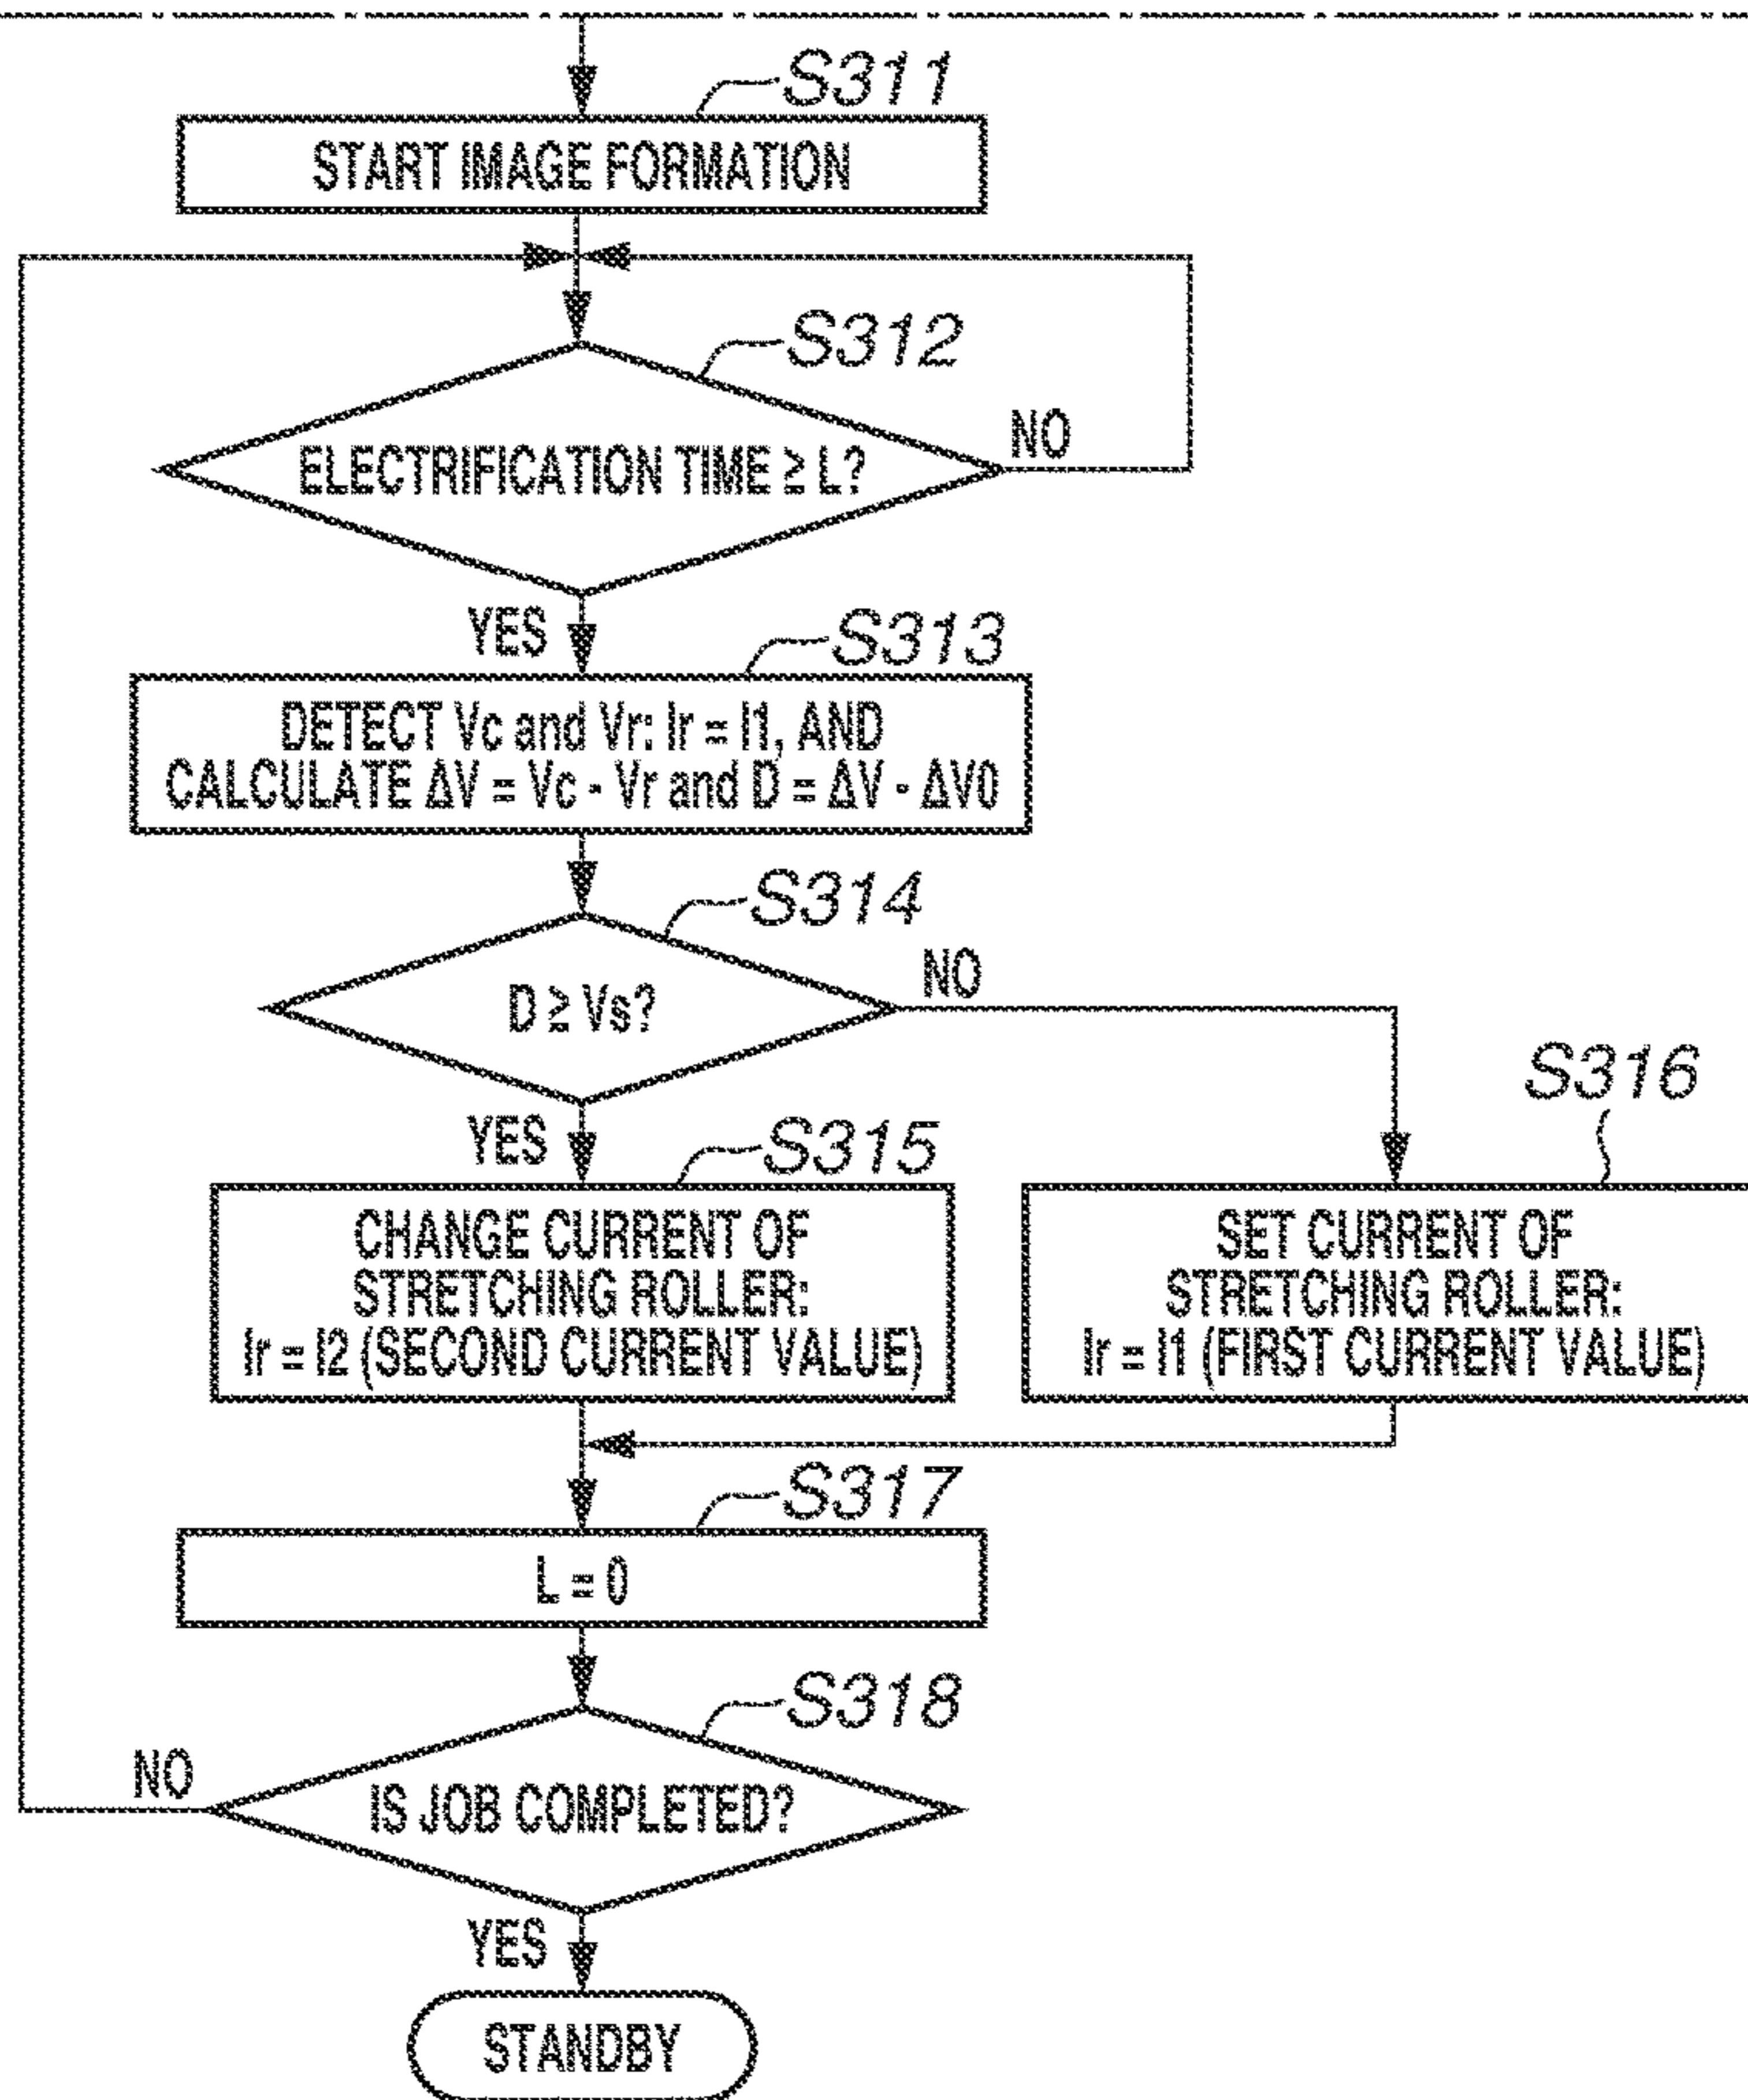 S311
START IMAGE FORMATION
S312
ELECTRIFICATION TIME ≥ L?
NO
YES
S313
DETECT Vc and Vr: Ir = I1, AND
CALCULATE ΔV = Vc - Vr and D = ΔV - ΔV0
S314
D ≥ Vs?
NO
YES
S315
CHANGE CURRENT OF
STRETCHING ROLLER:
Ir = I2 (SECOND CURRENT VALUE)
S316
SET CURRENT OF
STRETCHING ROLLER:
Ir = I1 (FIRST CURRENT VALUE)
S317
L = 0
S318
IS JOB COMPLETED?
NO
YES
STANDBY